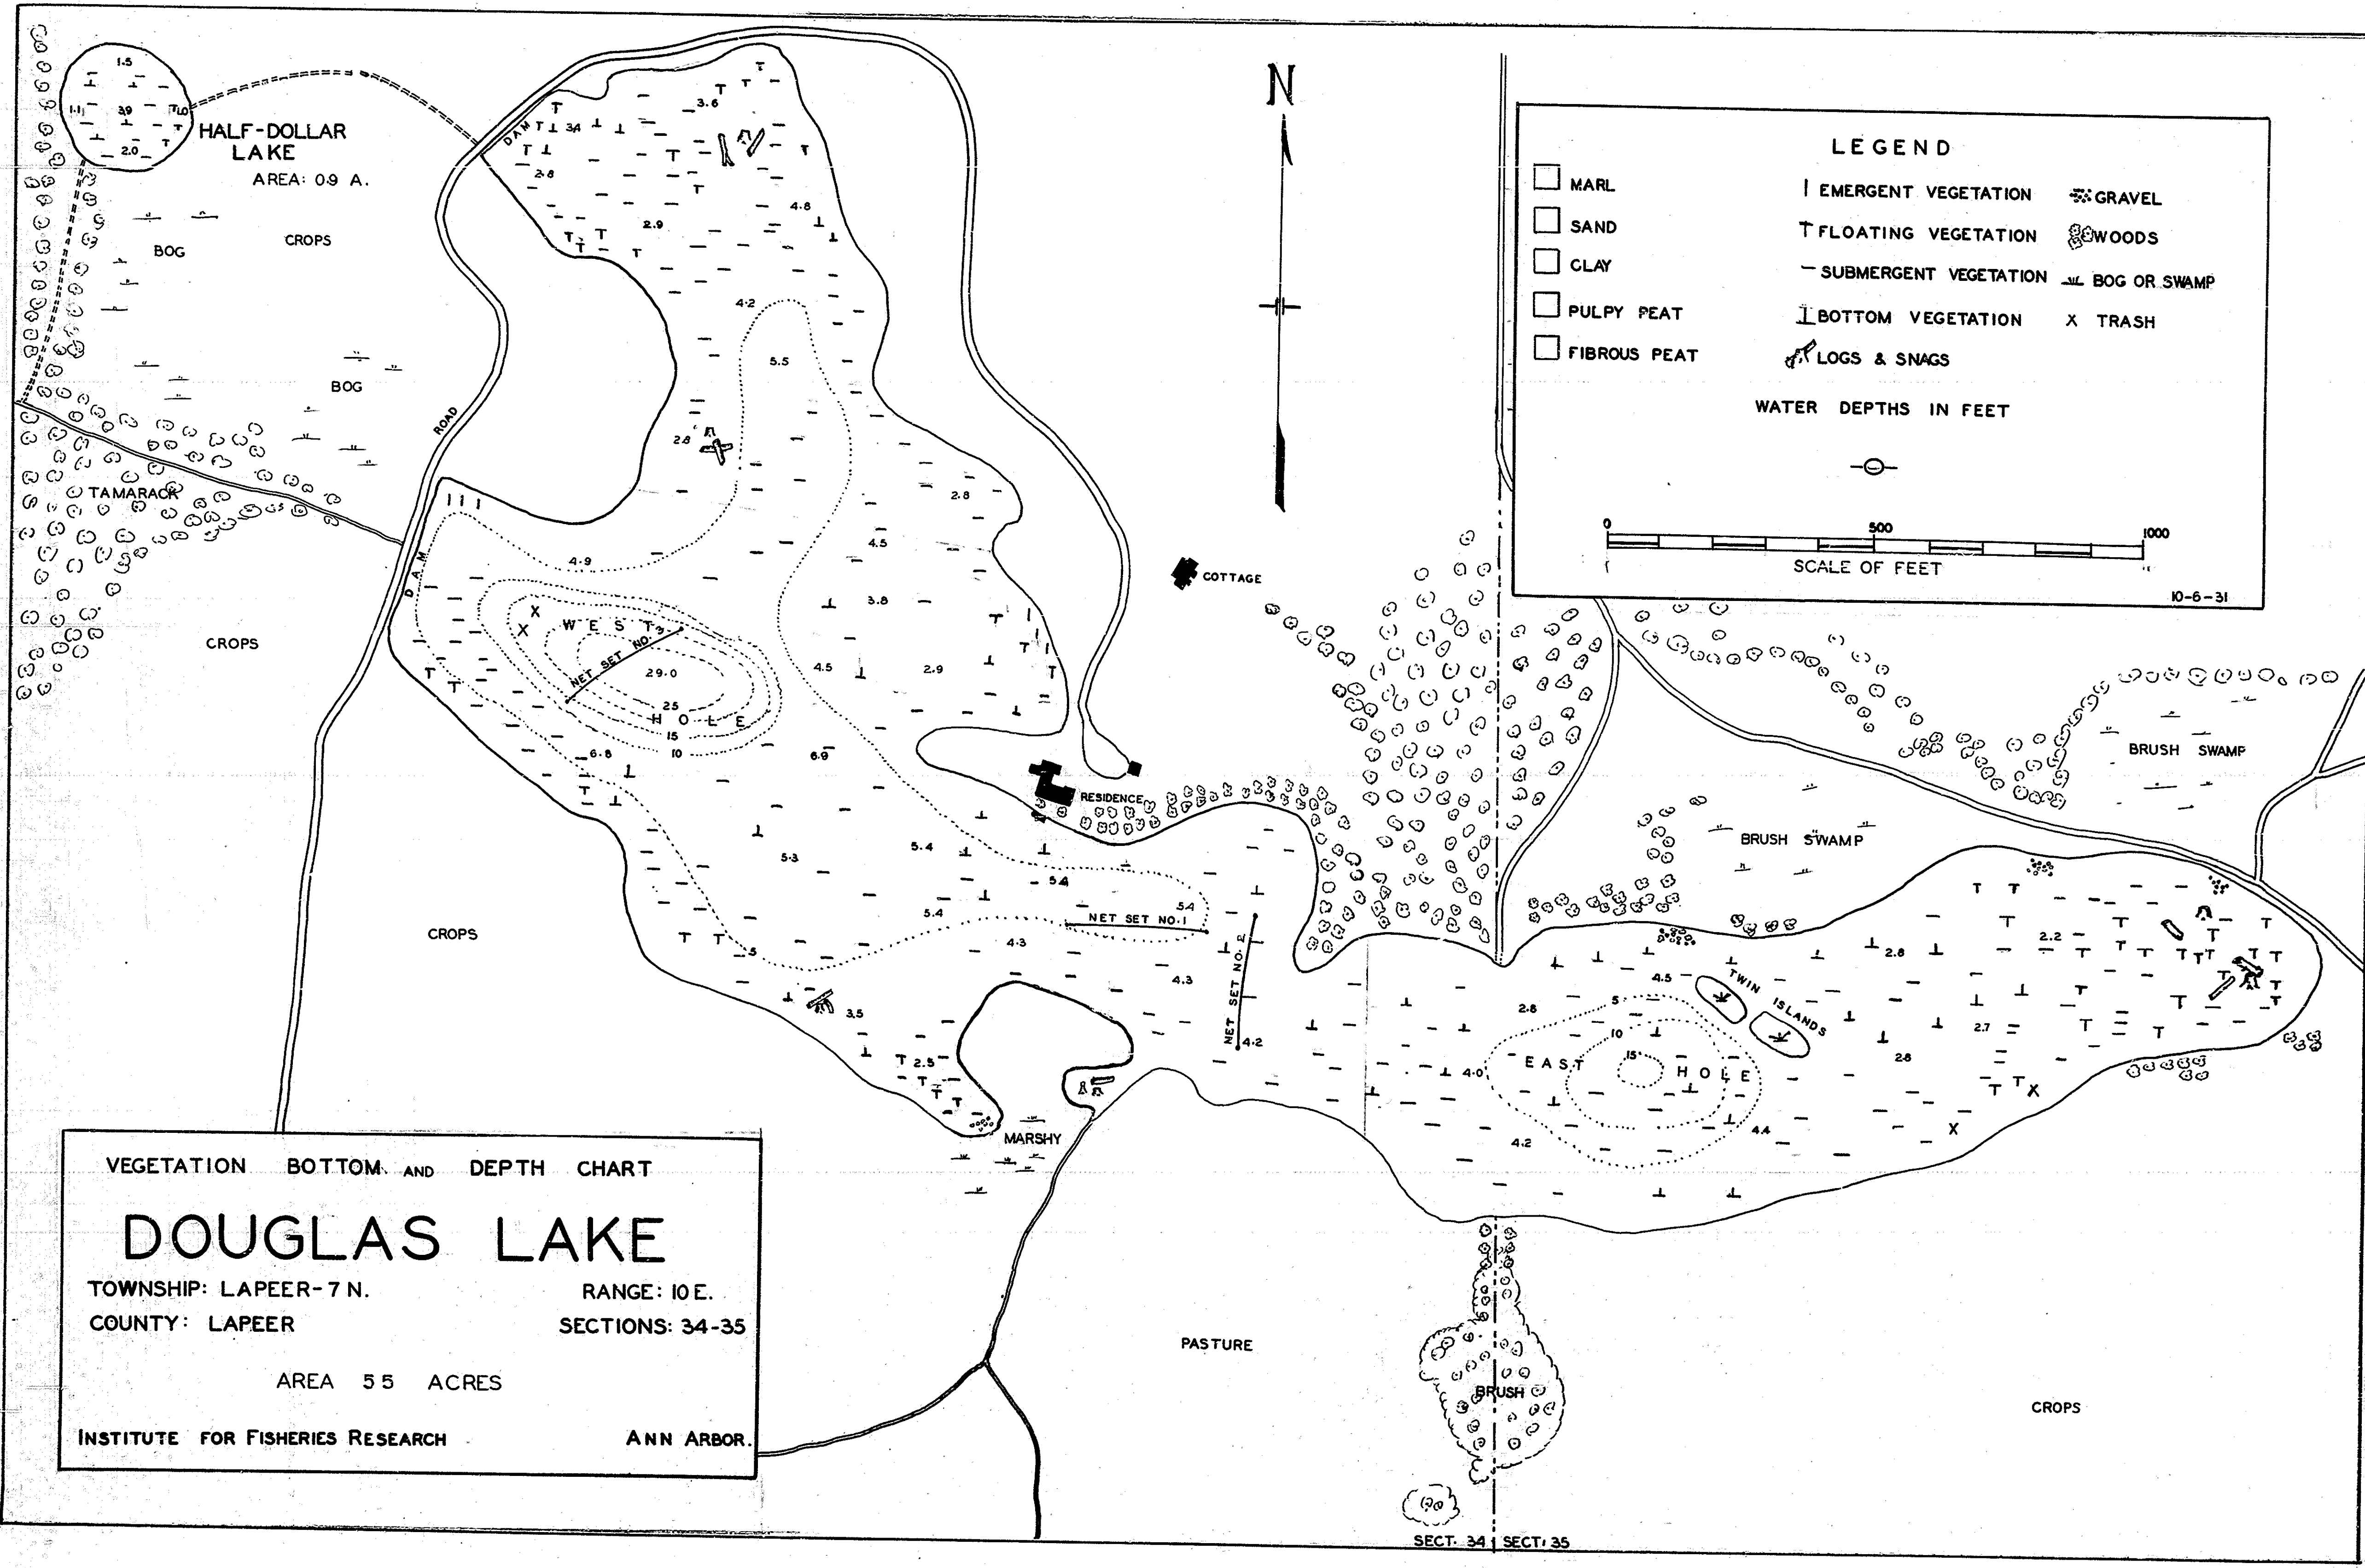 1.5
1.1
3.9
2.0
HALF-DOLLAR
LAKE
AREA: 0.9 A.
BOG
CROPS
BOG
ROAD
TAMARACK
CROPS
CROPS
DAM
3.4
3.6
2.8
2.9
4.8
4.2
5.5
2.8
2.8
4.5
4.9
DAM
3.8
4.5
2.9
WEST
NET SET NO. 3
29.0
25
HOLE
15
10
6.8
6.9
5.3
5.4
5.4
5.4
5.4
NET SET NO. 1
4.3
5
4.3
NET SET NO. 2
4.2
3.5
2.5
MARSHY
RESIDENCE
COTTAGE
N
LEGEND
MARL
SAND
CLAY
PULPY PEAT
FIBROUS PEAT
EMERGENT VEGETATION
FLOATING VEGETATION
SUBMERGENT VEGETATION
BOTTOM VEGETATION
LOGS & SNAGS
GRAVEL
WOODS
BOG OR SWAMP
X TRASH
WATER DEPTHS IN FEET
0 500 1000
SCALE OF FEET
10-6-31
BRUSH SWAMP
BRUSH SWAMP
TWIN ISLANDS
4.5
2.8
5
10
15
EAST HOLE
4.0
4.2
4.4
2.8
2.2
2.7
2.8
PASTURE
BRUSH
CROPS
SECT. 34
SECT. 35
VEGETATION BOTTOM AND DEPTH CHART
DOUGLAS LAKE
TOWNSHIP: LAPEER-7 N. RANGE: 10 E.
COUNTY: LAPEER SECTIONS: 34-35
AREA 55 ACRES
INSTITUTE FOR FISHERIES RESEARCH ANN ARBOR.